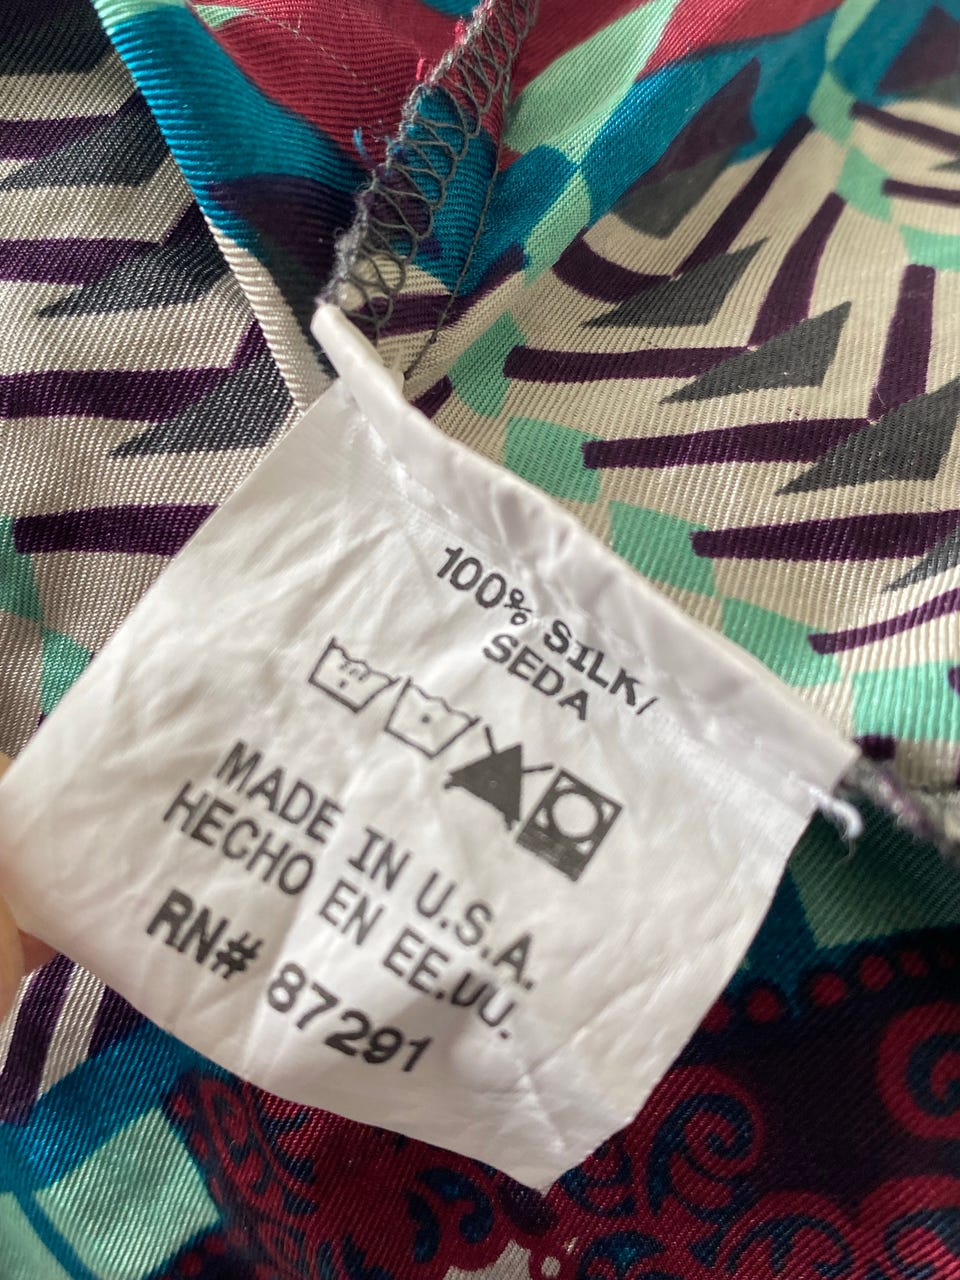 100% SILK/
SEDA
MADE IN U.S.A.
HECHO EN EE.UU.
RN# 87291